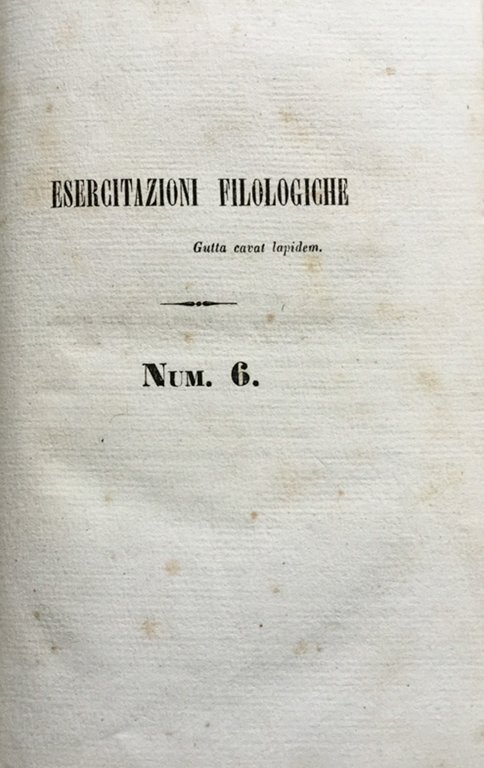 ESERCITAZIONI FILOLOGICHE
Gutta cavat lapidem.
NUM. 6.